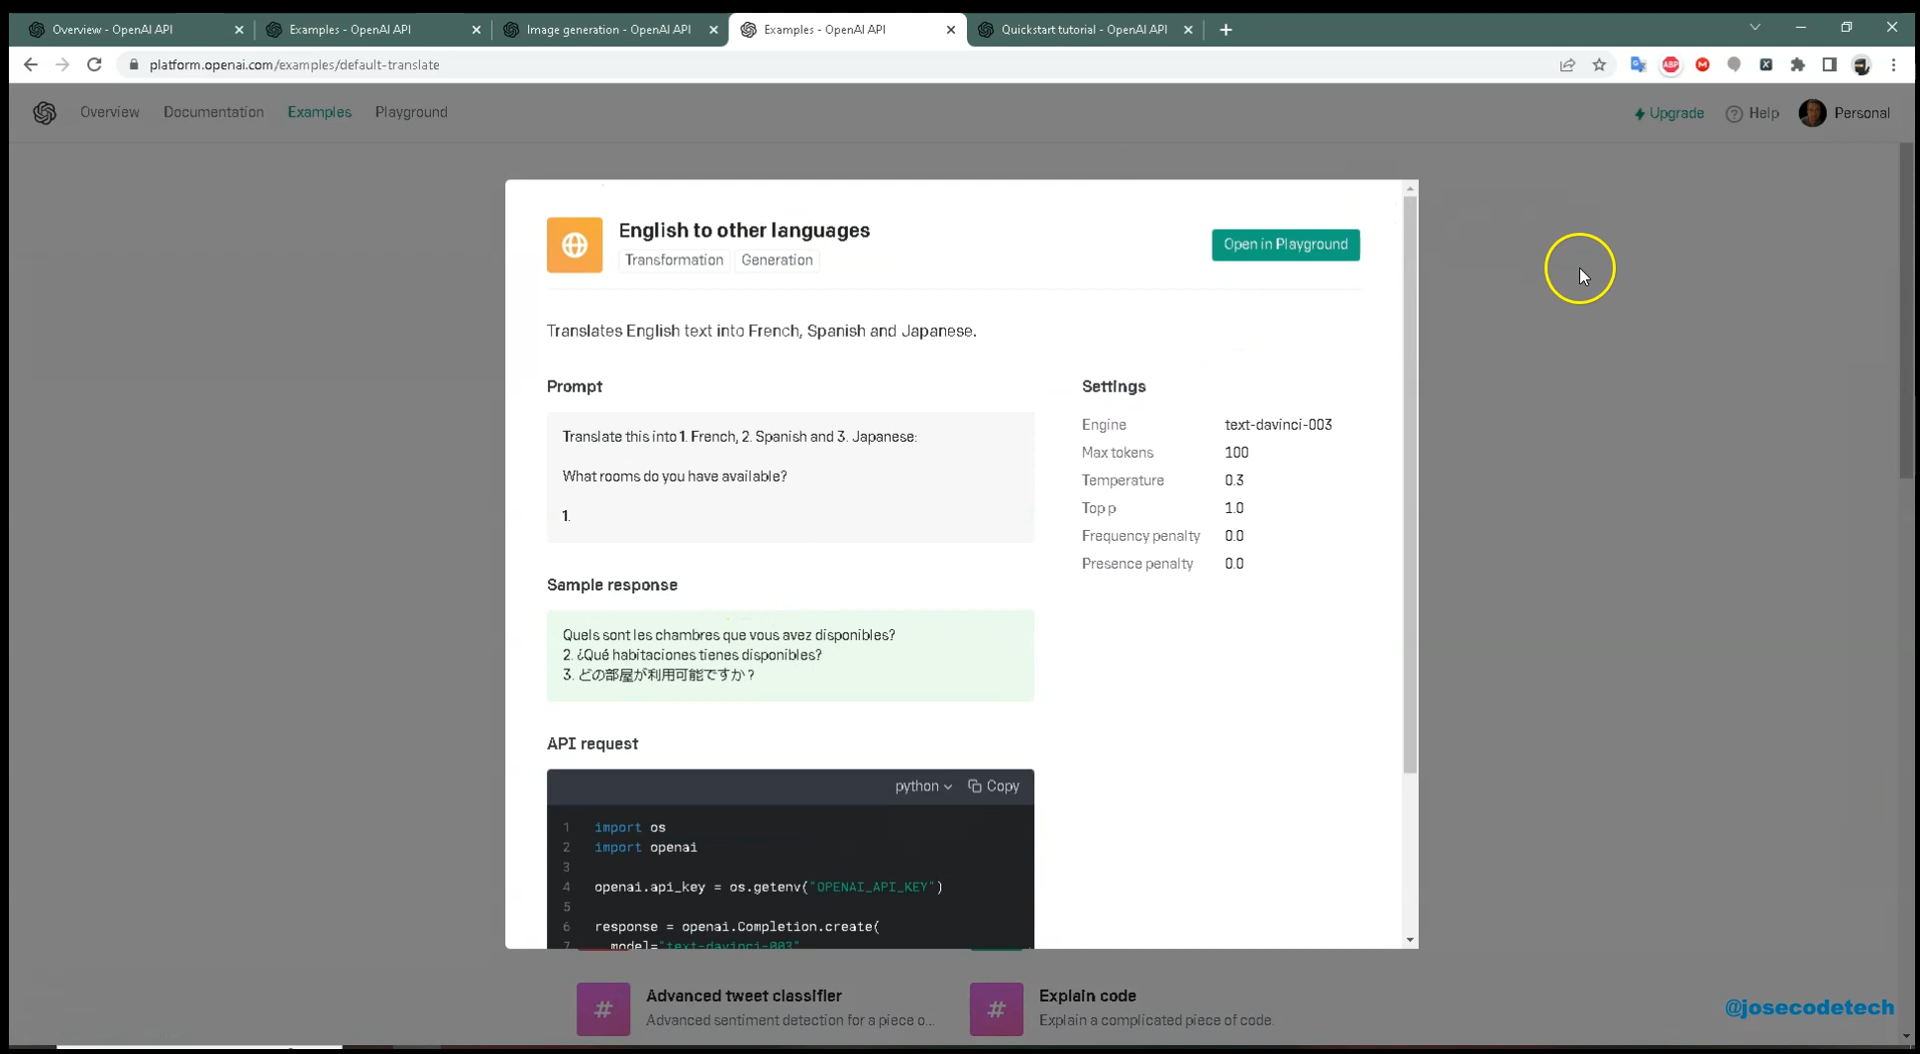 Overview - OpenAI API
Examples - OpenAI API
Image generation - OpenAI API
Examples - OpenAI API
Quickstart tutorial - OpenAI API
platform.openai.com/examples/default-translate
ABP
M
X
Overview
Documentation
Examples
Playground
Upgrade
Help
Personal
English to other languages
Transformation
Generation
Open in Playground
Translates English text into French, Spanish and Japanese.
Prompt
Translate this into 1. French, 2. Spanish and 3. Japanese:
What rooms do you have available?
1.
Settings
Engine text-davinci-003
Max tokens 100
Temperature 0.3
Top p 1.0
Frequency penalty 0.0
Presence penalty 0.0
Sample response
Quels sont les chambres que vous avez disponibles?
2. ¿Qué habitaciones tienes disponibles?
3. どの部屋が利用可能ですか？
API request
python
Copy
1 import os
2 import openai
3
4 openai.api_key = os.getenv("OPENAI_API_KEY")
5
6 response = openai.Completion.create(
7 model="text-davinci-003"
# Advanced tweet classifier
Advanced sentiment detection for a piece o...
# Explain code
Explain a complicated piece of code.
@josecodetech